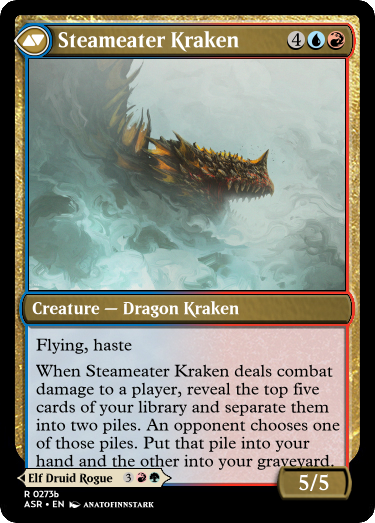 Steameater Kraken 4
Creature — Dragon Kraken
Flying, haste
When Steameater Kraken deals combat
damage to a player, reveal the top five
cards of your library and separate them
into two piles. An opponent chooses one
of those piles. Put that pile into your
hand and the other into your graveyard.
Elf Druid Rogue 3
5/5
R 0273b
ASR • EN ANATOFINNSTARK